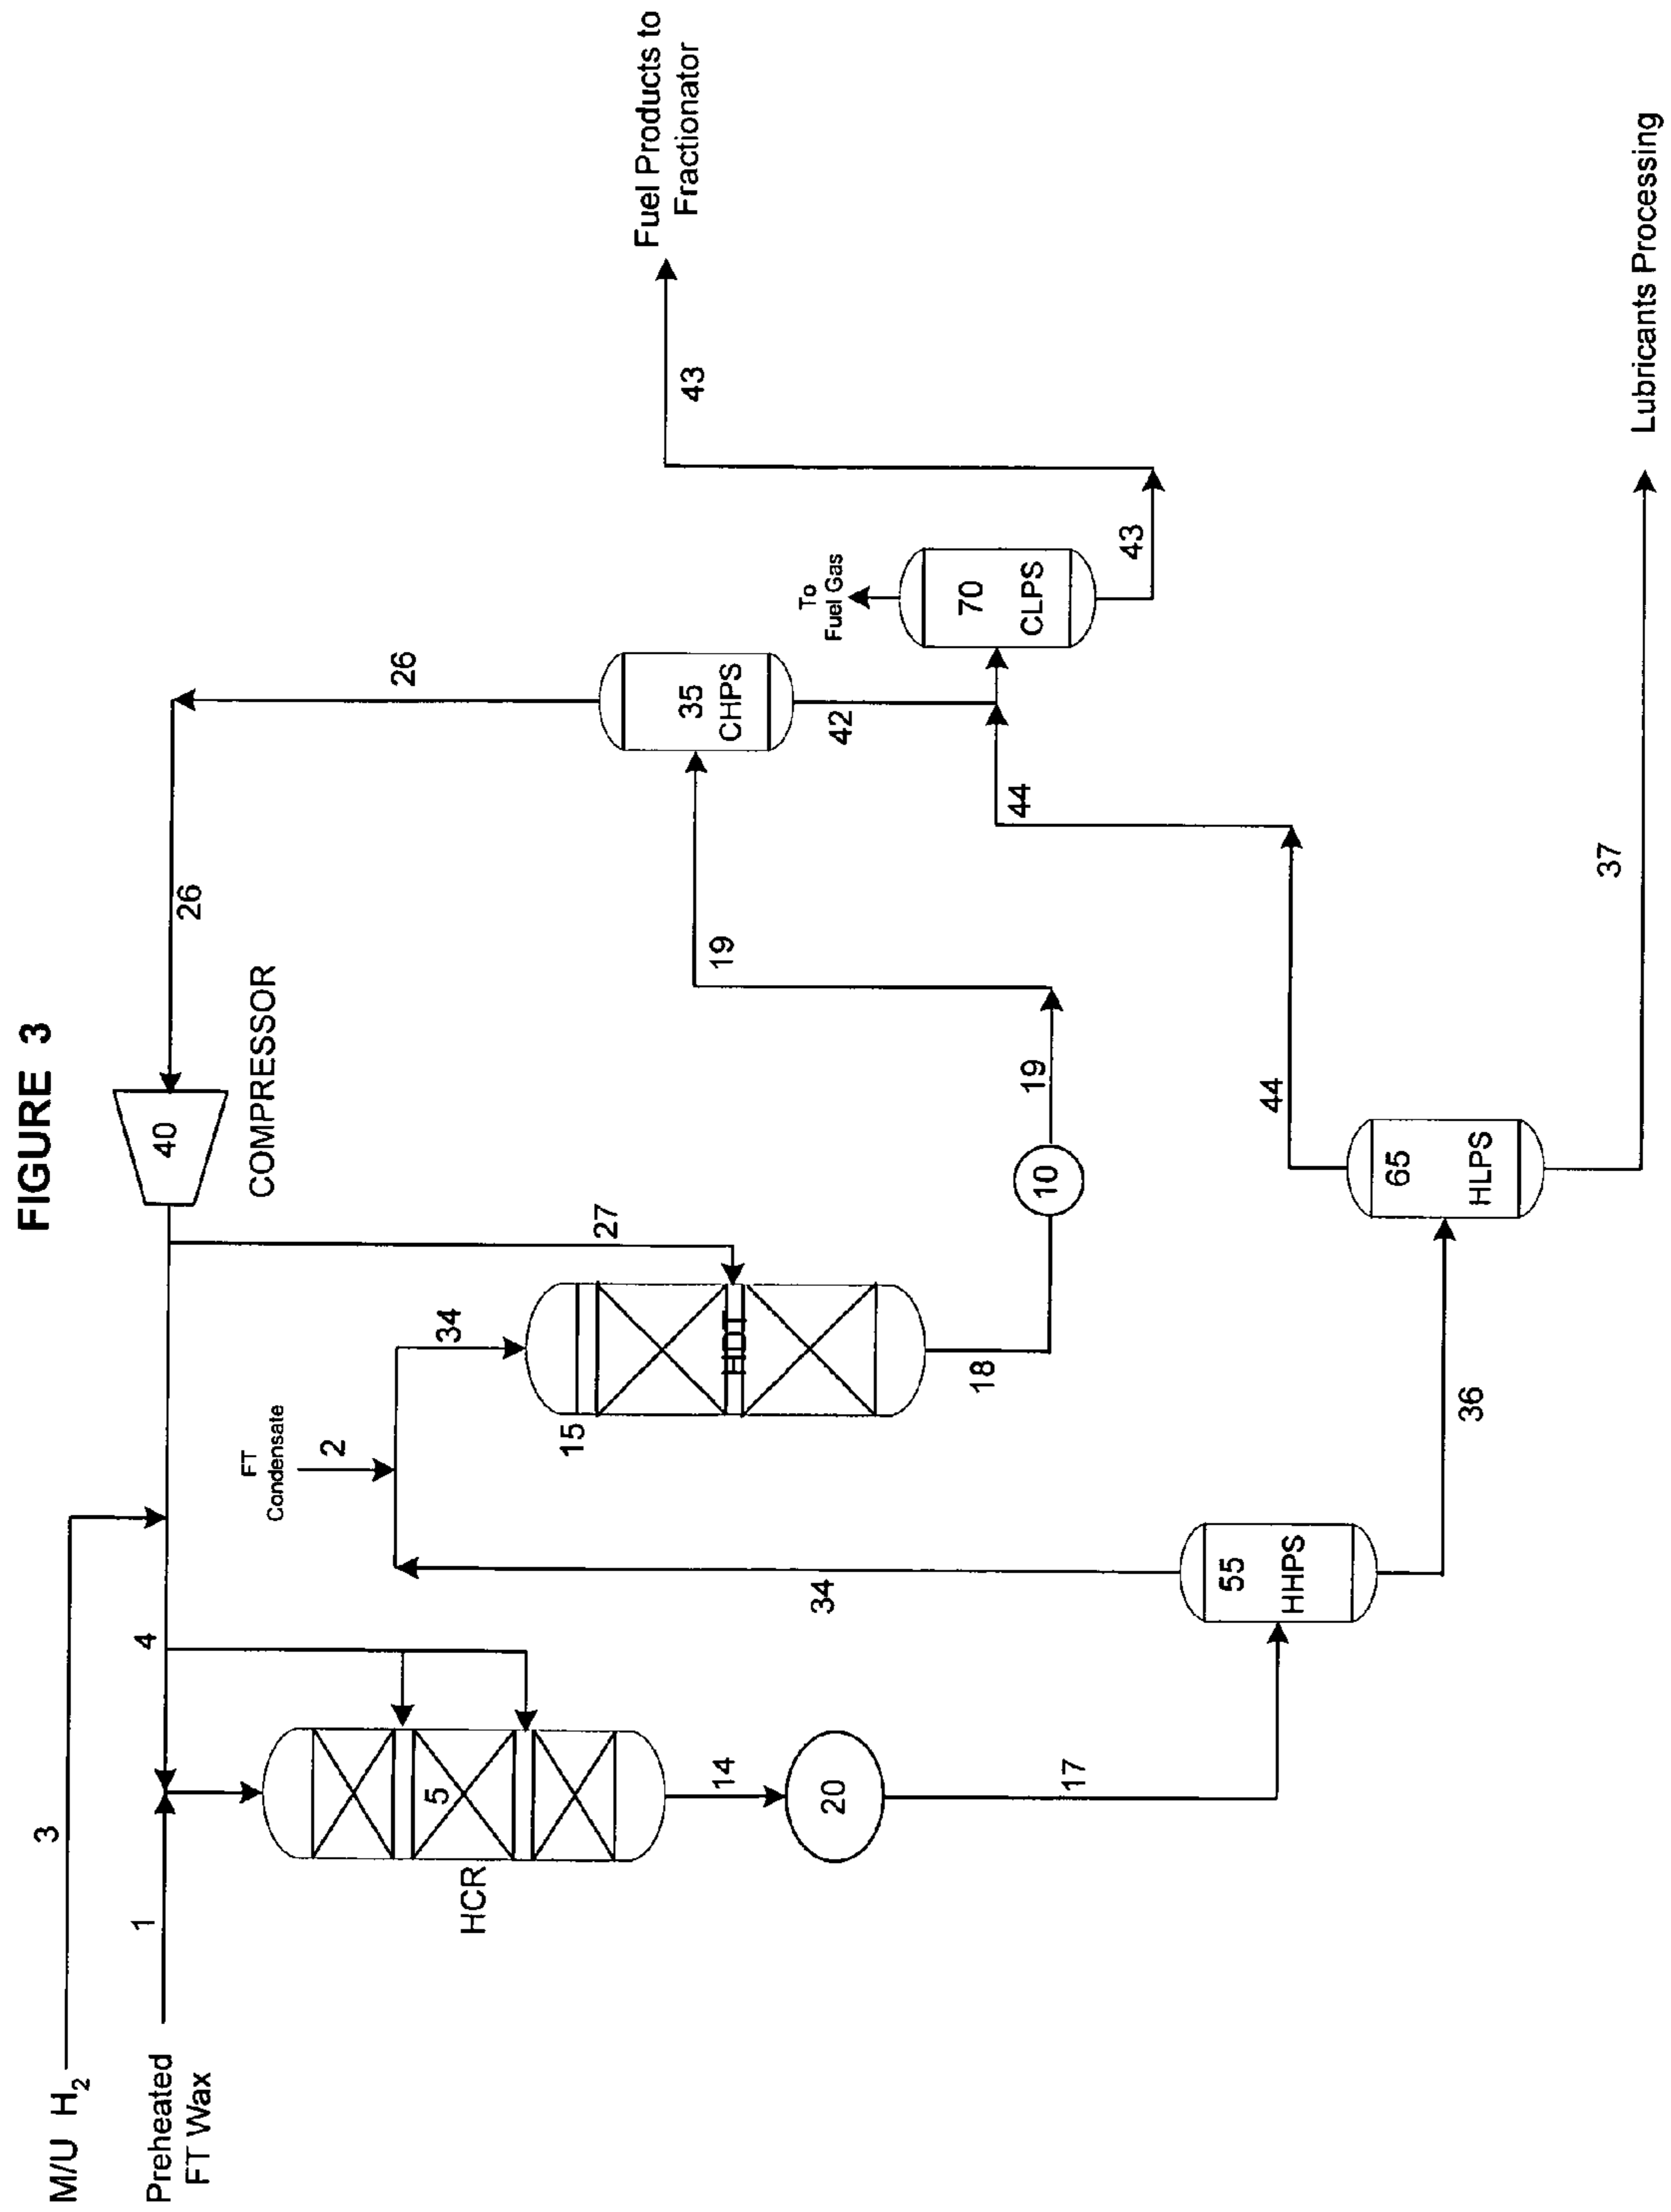 FIGURE 3
M/U H₂
3
Preheated
FT Wax
1
4
HCR
5
14
20
17
FT
Condensate
2
34
34
15
HDT
18
27
40
COMPRESSOR
26
26
10
19
19
35
CHPS
42
To
Fuel Gas
70
CLPS
43
43
Fuel Products to
Fractionator
55
HHPS
36
65
HLPS
44
44
37
Lubricants Processing